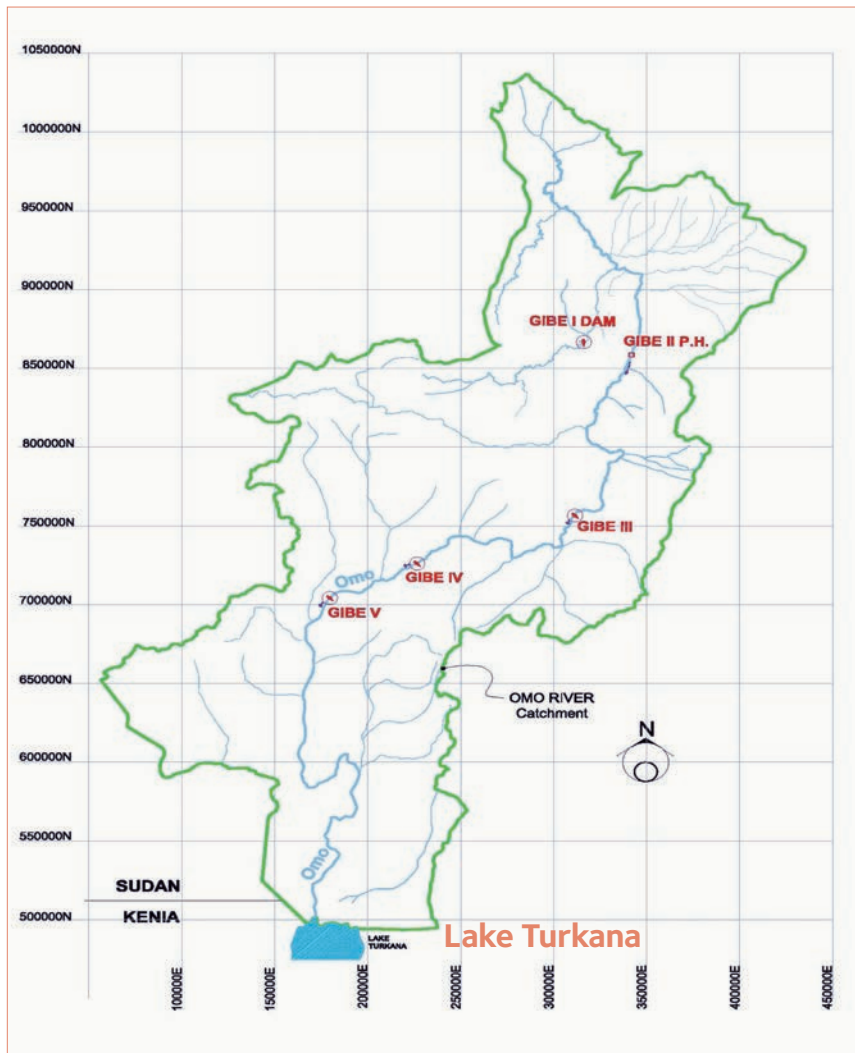 1050000N
1000000N
950000N
900000N
GIBE I DAM
GIBE II P.H.
850000N
800000N
750000N
GIBE III
Omo
GIBE IV
700000N
GIBE V
650000N
OMO RIVER
Catchment
N
600000N
550000N
Omo
SUDAN
500000N
KENIA
LAKE
TURKANA
Lake Turkana
100000E
150000E
200000E
250000E
300000E
350000E
400000E
450000E